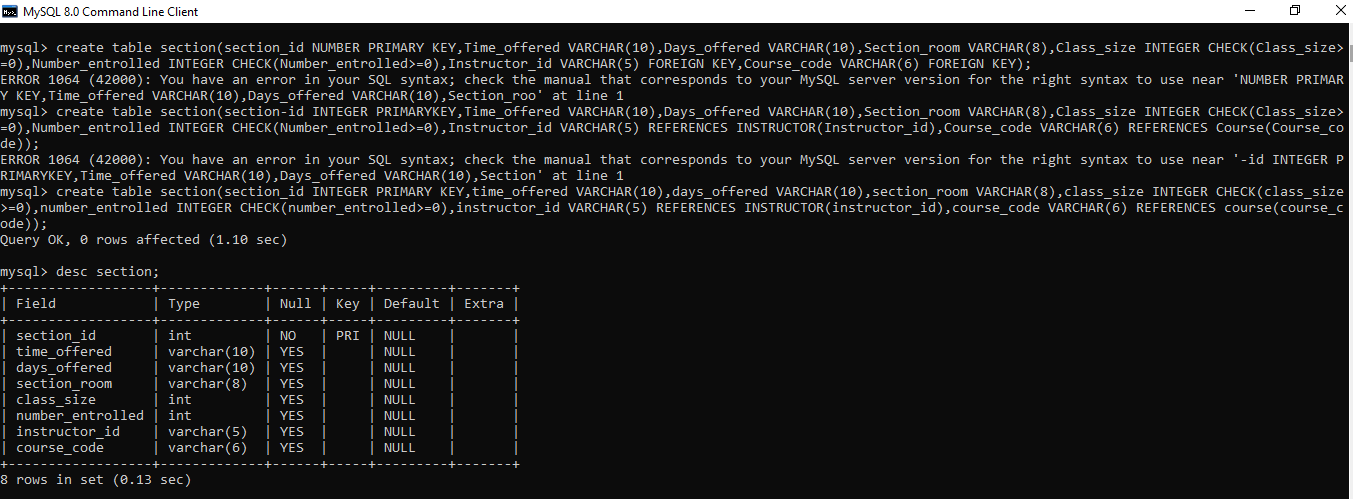 MySQL 8.0 Command Line Client
mysql> create table section(section_id NUMBER PRIMARY KEY,Time_offered VARCHAR(10),Days_offered VARCHAR(10),Section_room VARCHAR(8),Class_size INTEGER CHECK(Class_size>
=0),Number_enrolled INTEGER CHECK(Number_enrolled>=0),Instructor_id VARCHAR(5) FOREIGN KEY,Course_code VARCHAR(6) FOREIGN KEY);
ERROR 1064 (42000): You have an error in your SQL syntax; check the manual that corresponds to your MySQL server version for the right syntax to use near 'NUMBER PRIMAR
Y KEY,Time_offered VARCHAR(10),Days_offered VARCHAR(10),Section_roo' at line 1
mysql> create table section(section-id INTEGER PRIMARYKEY,Time_offered VARCHAR(10),Days_offered VARCHAR(10),Section_room VARCHAR(8),Class_size INTEGER CHECK(Class_size>
=0),Number_enrolled INTEGER CHECK(Number_enrolled>=0),Instructor_id VARCHAR(5) REFERENCES INSTRUCTOR(Instructor_id),Course_code VARCHAR(6) REFERENCES Course(Course_co
de));
ERROR 1064 (42000): You have an error in your SQL syntax; check the manual that corresponds to your MySQL server version for the right syntax to use near '-id INTEGER P
RIMARYKEY,Time_offered VARCHAR(10),Days_offered VARCHAR(10),Section' at line 1
mysql> create table section(section_id INTEGER PRIMARY KEY,time_offered VARCHAR(10),days_offered VARCHAR(10),section_room VARCHAR(8),class_size INTEGER CHECK(class_size
>=0),number_entrolled INTEGER CHECK(number_entrolled>=0),instructor_id VARCHAR(5) REFERENCES INSTRUCTOR(instructor_id),course_code VARCHAR(6) REFERENCES course(course_c
ode));
Query OK, 0 rows affected (1.10 sec)
mysql> desc section;
+------------------+-------------+------+-----+---------+-------+
| Field            | Type        | Null | Key | Default | Extra |
+------------------+-------------+------+-----+---------+-------+
| section_id       | int         | NO   | PRI | NULL    |       |
| time_offered     | varchar(10) | YES  |     | NULL    |       |
| days_offered     | varchar(10) | YES  |     | NULL    |       |
| section_room     | varchar(8)  | YES  |     | NULL    |       |
| class_size       | int         | YES  |     | NULL    |       |
| number_entrolled | int         | YES  |     | NULL    |       |
| instructor_id    | varchar(5)  | YES  |     | NULL    |       |
| course_code      | varchar(6)  | YES  |     | NULL    |       |
+------------------+-------------+------+-----+---------+-------+
8 rows in set (0.13 sec)